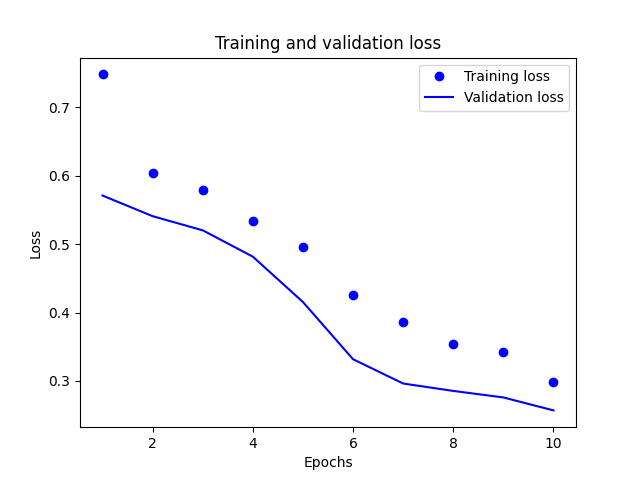 Training and validation loss
Training loss
Validation loss
0.7
0.6
0.5
0.4
0.3
Loss
2 4 6 8 10
Epochs